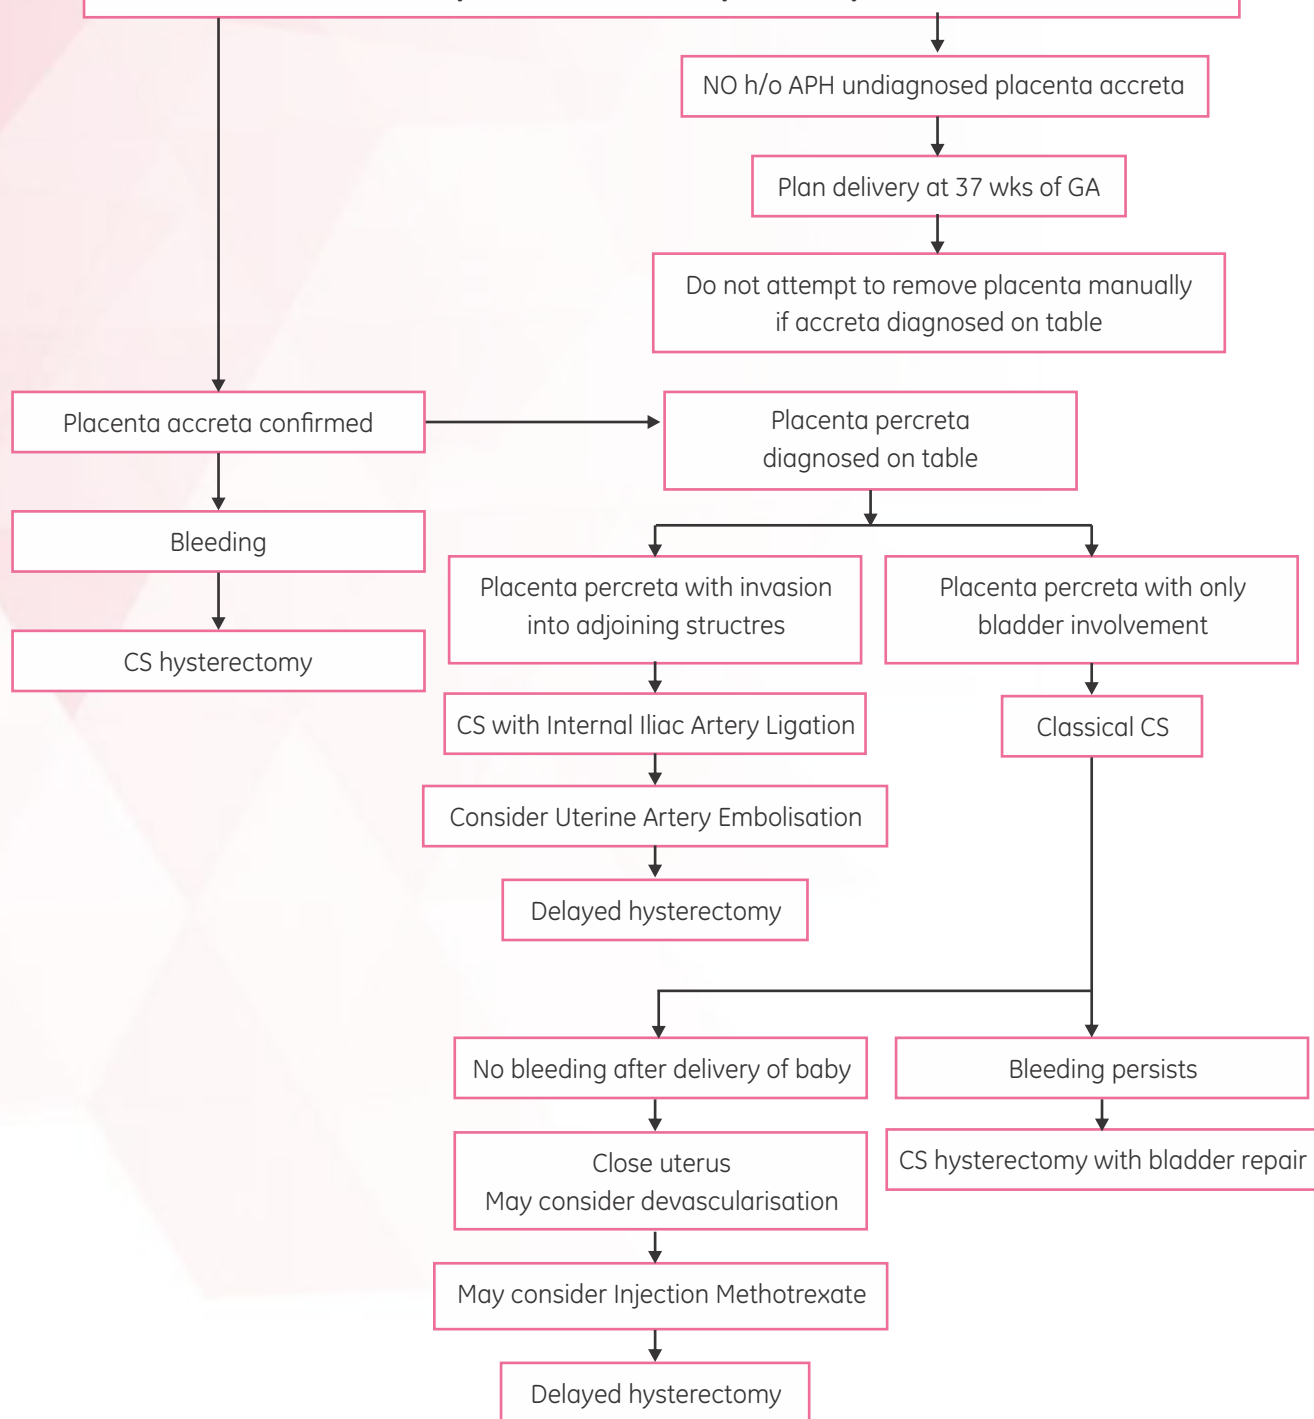 NO h/o APH undiagnosed placenta accreta
Plan delivery at 37 wks of GA
Do not attempt to remove placenta manually
if accreta diagnosed on table
Placenta accreta confirmed
Placenta percreta
diagnosed on table
Bleeding
CS hysterectomy
Placenta percreta with invasion
into adjoining structres
Placenta percreta with only
bladder involvement
CS with Internal Iliac Artery Ligation
Classical CS
Consider Uterine Artery Embolisation
Delayed hysterectomy
No bleeding after delivery of baby
Bleeding persists
Close uterus
May consider devascularisation
CS hysterectomy with bladder repair
May consider Injection Methotrexate
Delayed hysterectomy